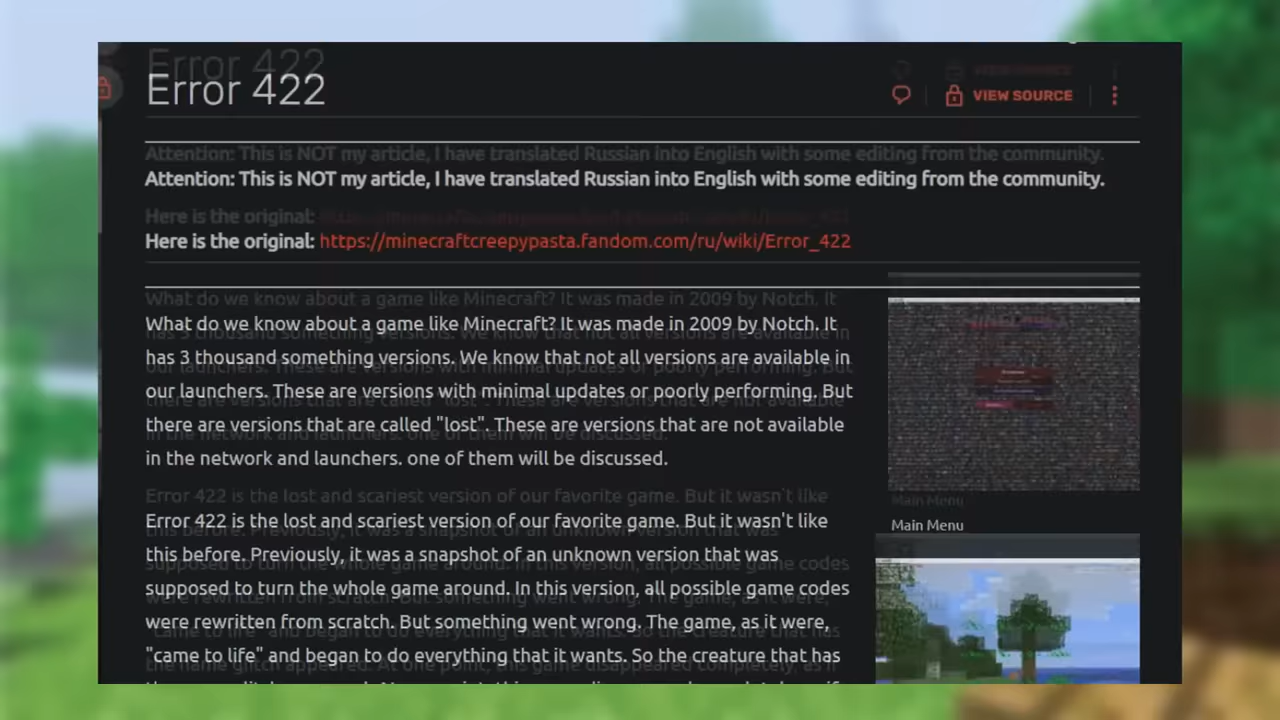 Error 422
VIEW SOURCE
Attention: This is NOT my article, I have translated Russian into English with some editing from the community.
Here is the original: https://minecraftcreepypasta.fandom.com/ru/wiki/Error_422
What do we know about a game like Minecraft? It was made in 2009 by Notch. It
has 3 thousand something versions. We know that not all versions are available in
our launchers. These are versions with minimal updates or poorly performing. But
there are versions that are called "lost". These are versions that are not available
in the network and launchers. one of them will be discussed.
Main Menu
Error 422 is the lost and scariest version of our favorite game. But it wasn't like
this before. Previously, it was a snapshot of an unknown version that was
supposed to turn the whole game around. In this version, all possible game codes
were rewritten from scratch. But something went wrong. The game, as it were,
"came to life" and began to do everything that it wants. So the creature that has